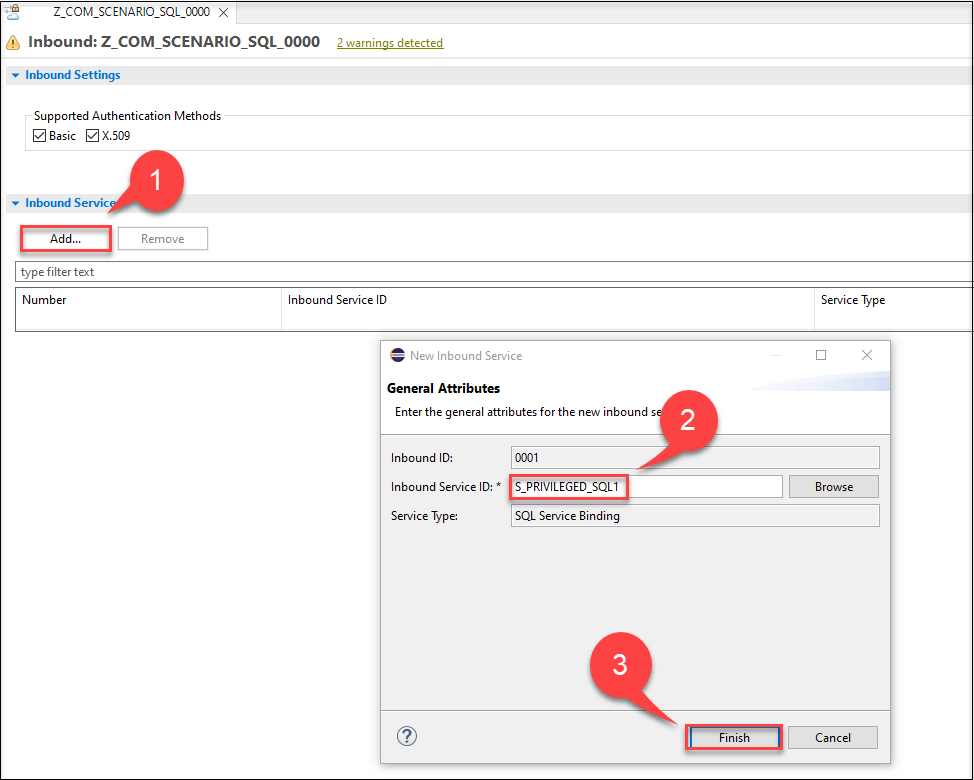 Z_COM_SCENARIO_SQL_0000
Inbound: Z_COM_SCENARIO_SQL_0000 2 warnings detected
Inbound Settings
Supported Authentication Methods
Basic X.509
1
Inbound Service
Add... Remove
type filter text
Number Inbound Service ID Service Type
New Inbound Service
General Attributes
Enter the general attributes for the new inbound se
2
Inbound ID: 0001
Inbound Service ID: * S_PRIVILEGED_SQL1 Browse
Service Type: SQL Service Binding
3
? Finish Cancel